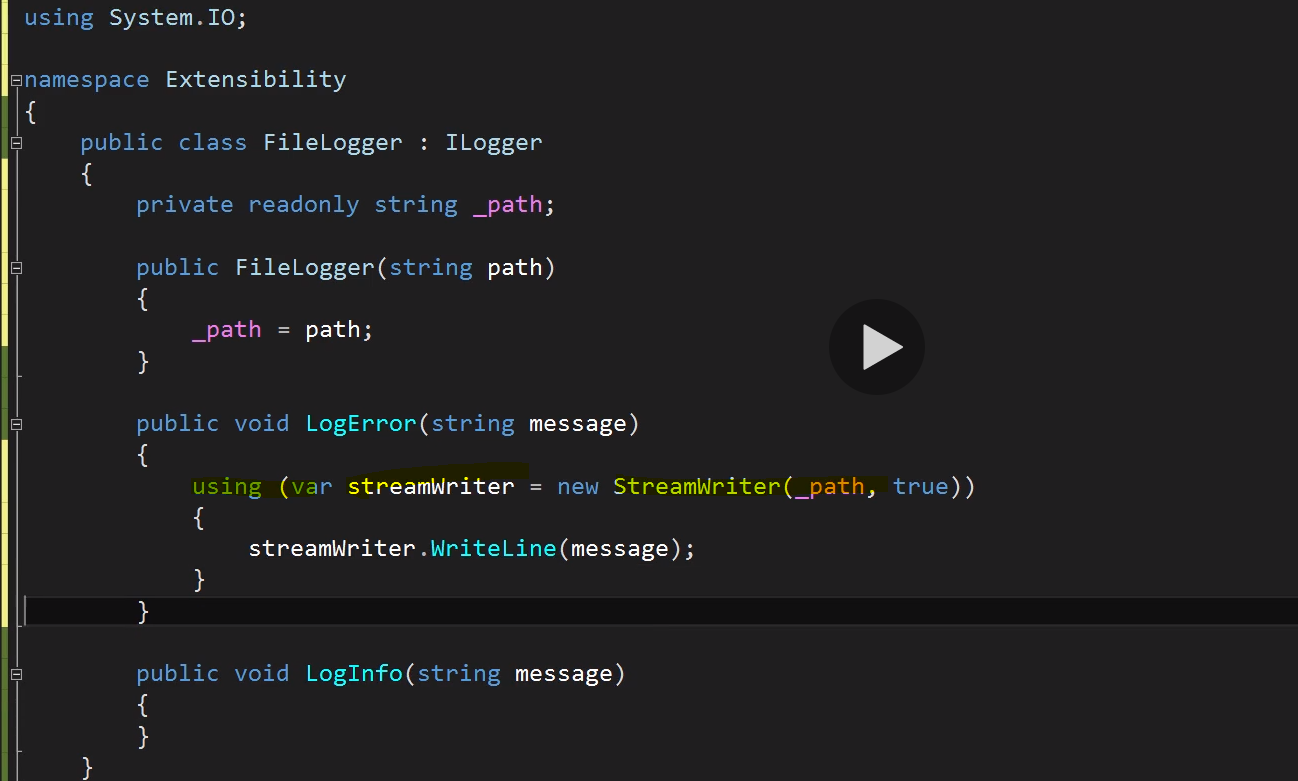 using System.IO;
namespace Extensibility
{
public class FileLogger : ILogger
{
private readonly string _path;
public FileLogger(string path)
{
_path = path;
}
public void LogError(string message)
{
using (var streamWriter = new StreamWriter(_path, true))
{
streamWriter.WriteLine(message);
}
}
public void LogInfo(string message)
{
}
}